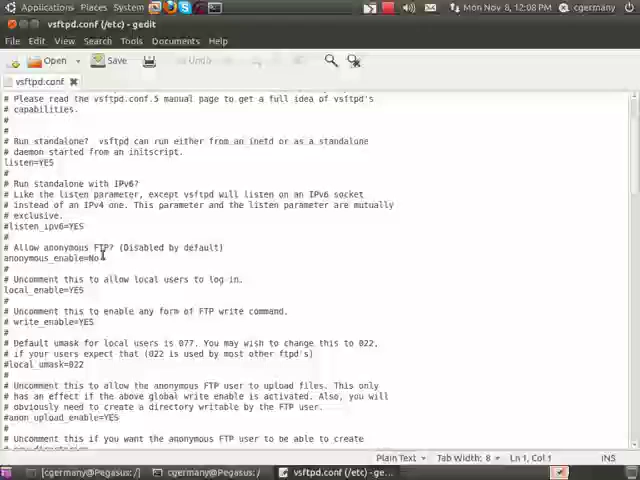 Applications Places System Mon Nov 8, 12:08 PM cgermany
vsftpd.conf (/etc) - gedit
File Edit View Search Tools Documents Help
Open Save Undo
vsftpd.conf
# Please read the vsftpd.conf.5 manual page to get a full idea of vsftpd's
# capabilities.
#
#
# Run standalone?  vsftpd can run either from an inetd or as a standalone
# daemon started from an initscript.
listen=YES
#
# Run standalone with IPv6?
# Like the listen parameter, except vsftpd will listen on an IPv6 socket
# instead of an IPv4 one. This parameter and the listen parameter are mutually
# exclusive.
#listen_ipv6=YES
#
# Allow anonymous FTP? (Disabled by default)
anonymous_enable=No
#
# Uncomment this to allow local users to log in.
local_enable=YES
#
# Uncomment this to enable any form of FTP write command.
# write_enable=YES
#
# Default umask for local users is 077. You may wish to change this to 022,
# if your users expect that (022 is used by most other ftpd's)
#local_umask=022
#
# Uncomment this to allow the anonymous FTP user to upload files. This only
# has an effect if the above global write enable is activated. Also, you will
# obviously need to create a directory writable by the FTP user.
#anon_upload_enable=YES
#
# Uncomment this if you want the anonymous FTP user to be able to create
Plain Text Tab Width: 8 Ln 1, Col 1 INS
[cgermany@Pegasus:/ cgermany@Pegasus:/ vsftpd.conf (/etc) - ge...